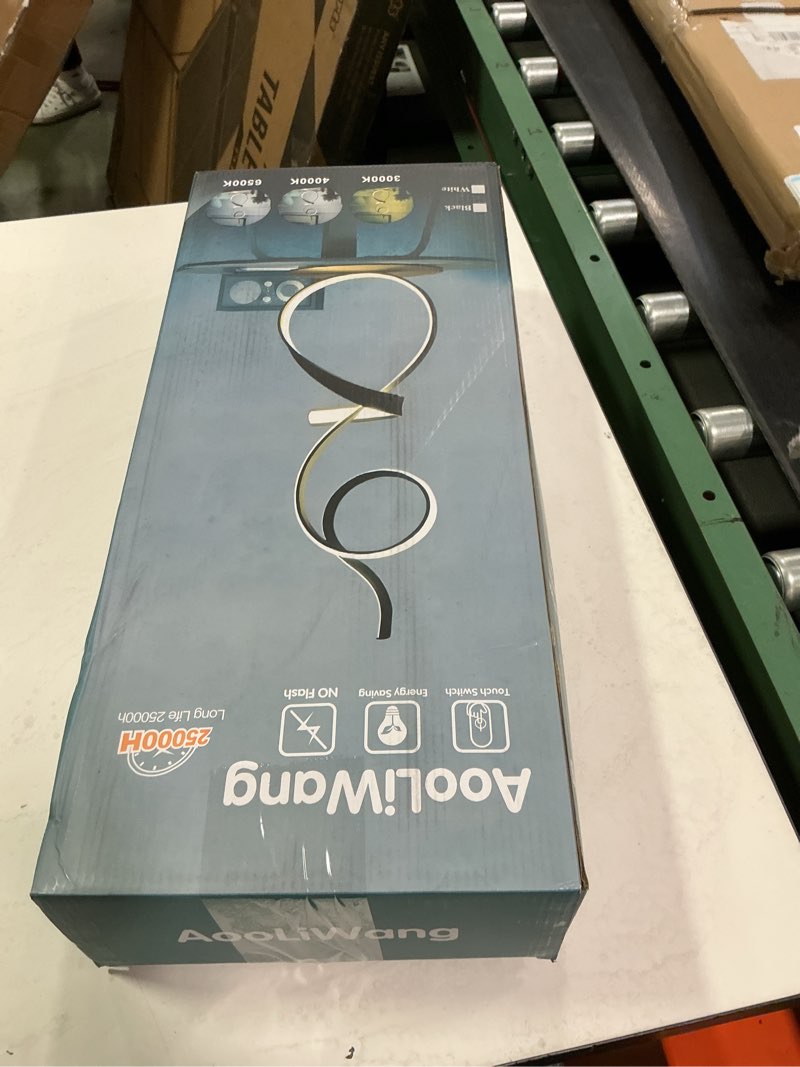 AooLiWang
Touch Switch
Energy Saving
NO Flash
25000H
Long Life 25000h
Black
White
3000K
4000K
6500K
AooLiWang
TABLE